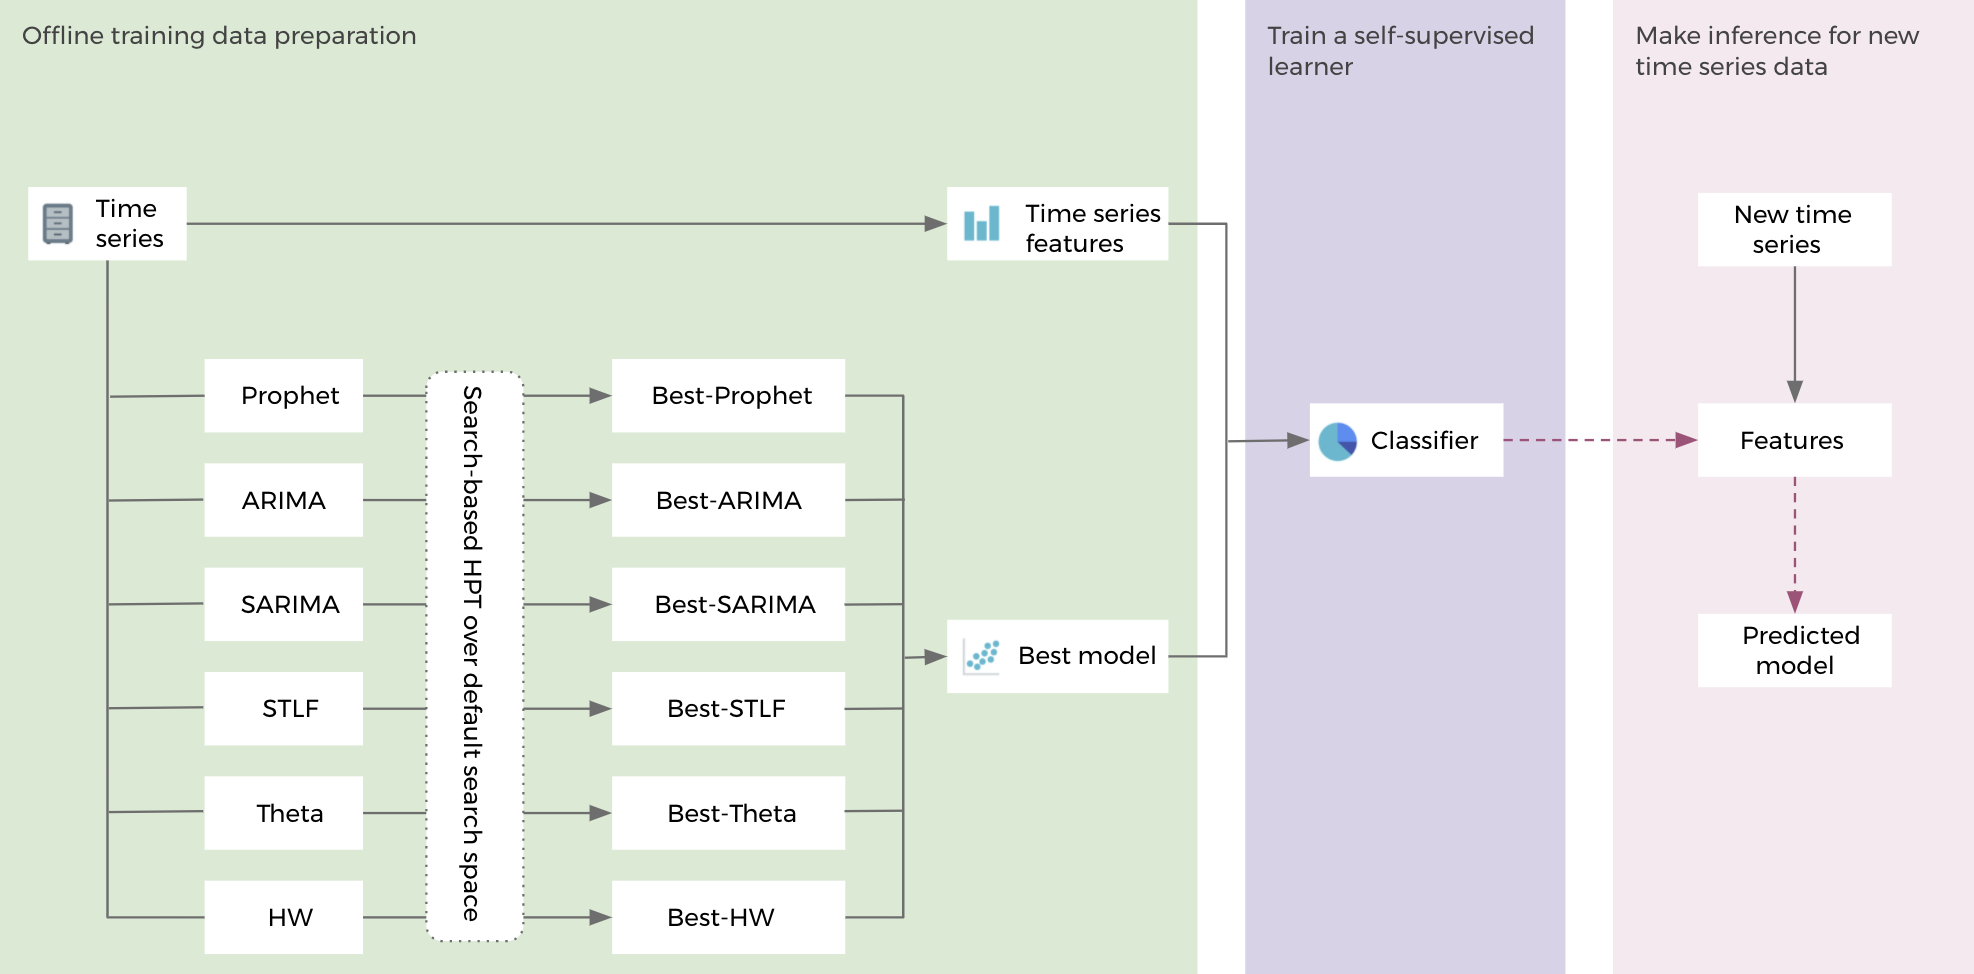 Offline training data preparation
Train a self-supervised
learner
Make inference for new
time series data
Time
series
Time series
features
New time
series
Prophet
Best-Prophet
Classifier
Features
ARIMA
Best-ARIMA
SARIMA
Best-SARIMA
Search-based HPT over default search space
Best model
Predicted
model
STLF
Best-STLF
Theta
Best-Theta
HW
Best-HW